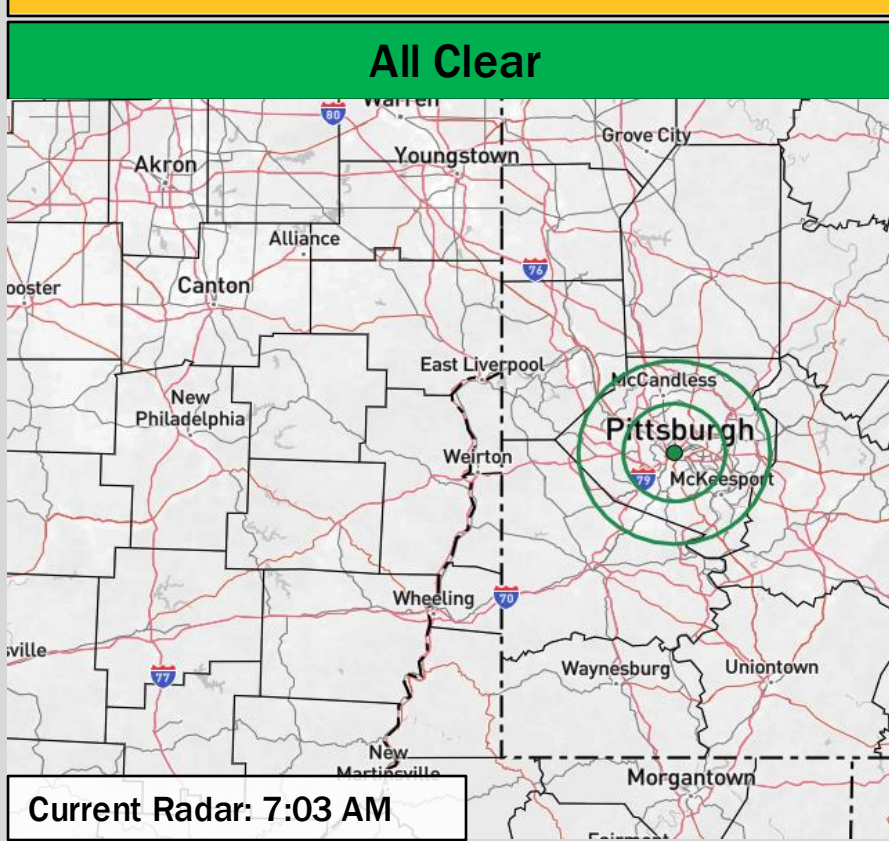 All Clear
Warren
80
Grove City
Akron
Youngstown
Alliance
76
Canton
ooster
East Liverpool
McCandless
New
Philadelphia
Pittsburgh
Weirton
79
McKeesport
Wheeling
70
sville
Waynesburg
Uniontown
77
New
Martinsville
Morgantown
Current Radar: 7:03 AM
Fairmont